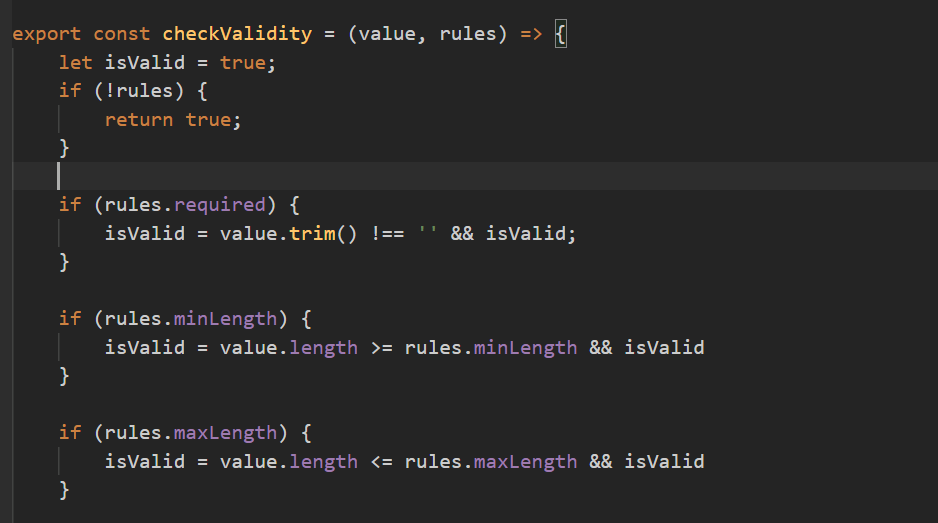 export const checkValidity = (value, rules) => {
    let isValid = true;
    if (!rules) {
        return true;
    }
    if (rules.required) {
        isValid = value.trim() !== '' && isValid;
    }
    if (rules.minLength) {
        isValid = value.length >= rules.minLength && isValid
    }
    if (rules.maxLength) {
        isValid = value.length <= rules.maxLength && isValid
    }